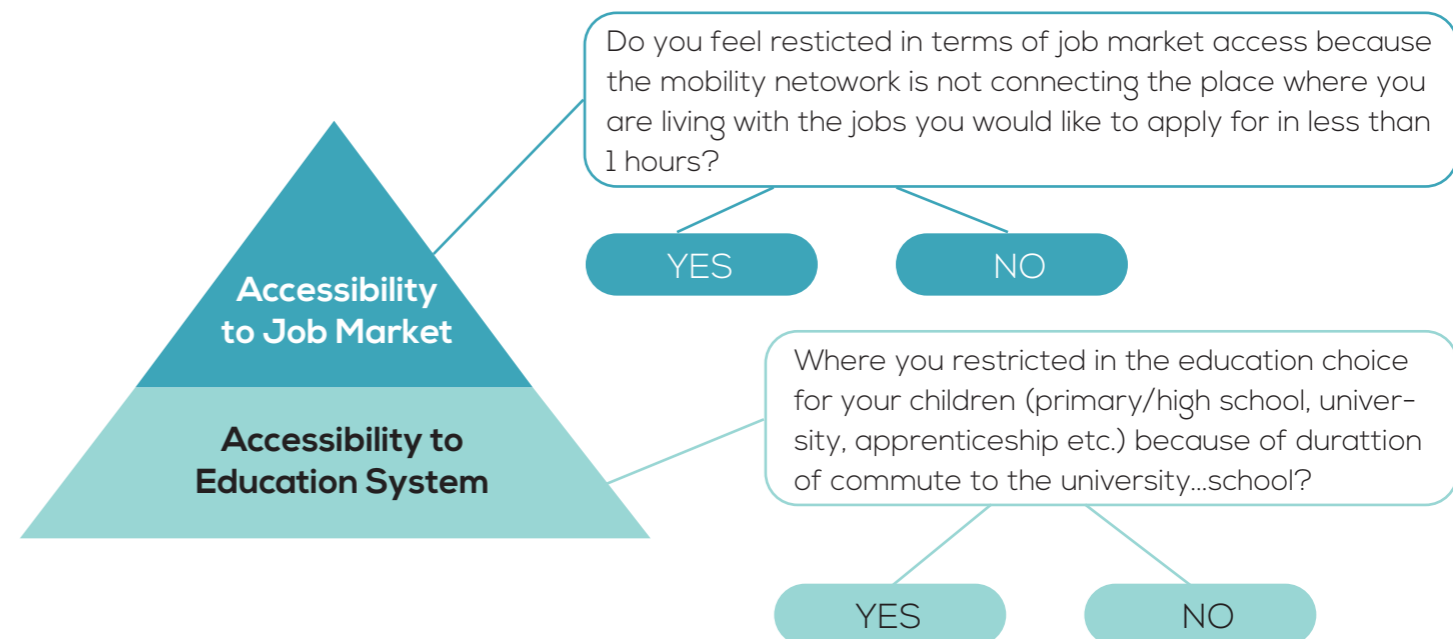 Do you feel resticted in terms of job market access because
the mobility netowork is not connecting the place where you
are living with the jobs you would like to apply for in less than
1 hours?
YES
NO
Accessibility
to Job Market
Where you restricted in the education choice
for your children (primary/high school, univer-
sity, apprenticeship etc.) because of durattion
of commute to the university...school?
Accessibility to
Education System
YES
NO